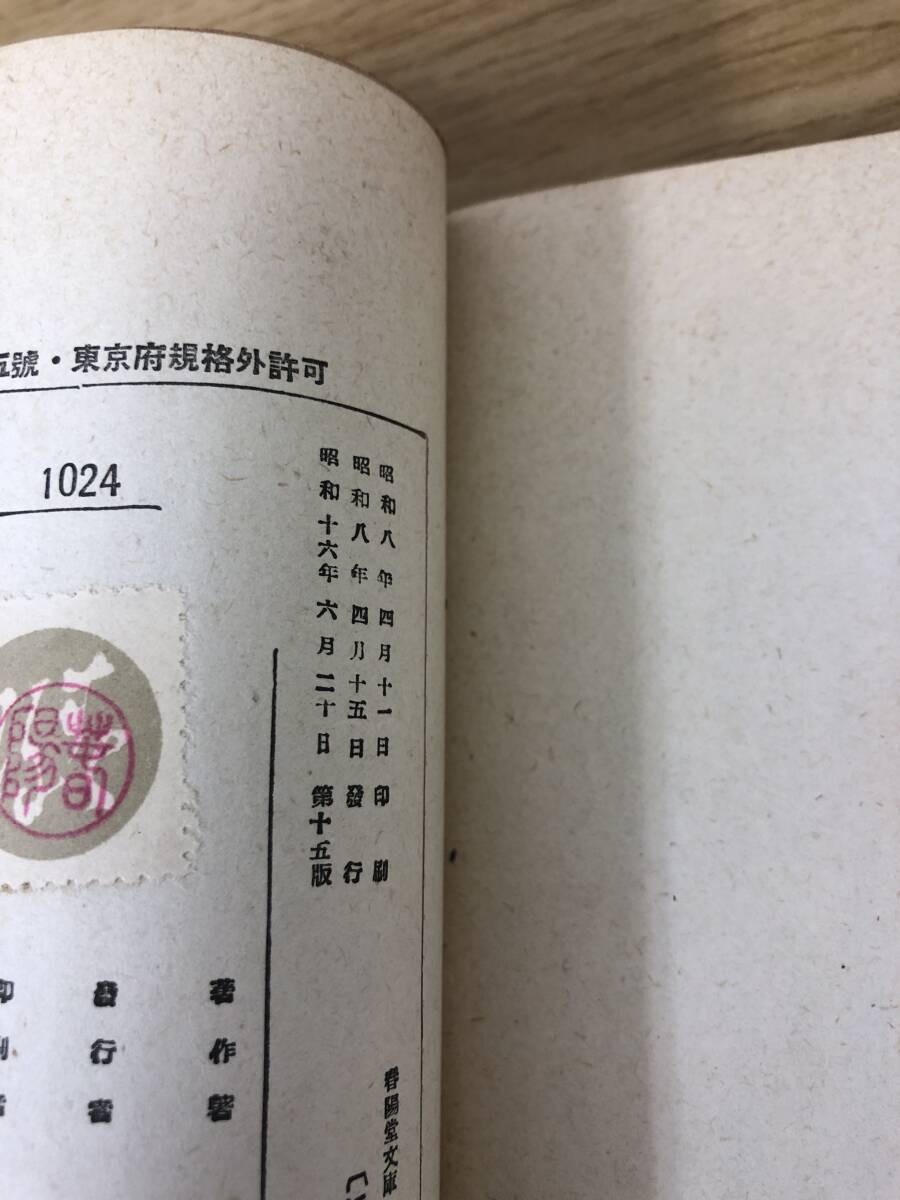 號・東京府規格外許可
1024
昭和八年四月十一日印刷
昭和八年四月十五日發行
昭和十六年六月二十日第十五版
春陽堂文庫
著作者
發行者